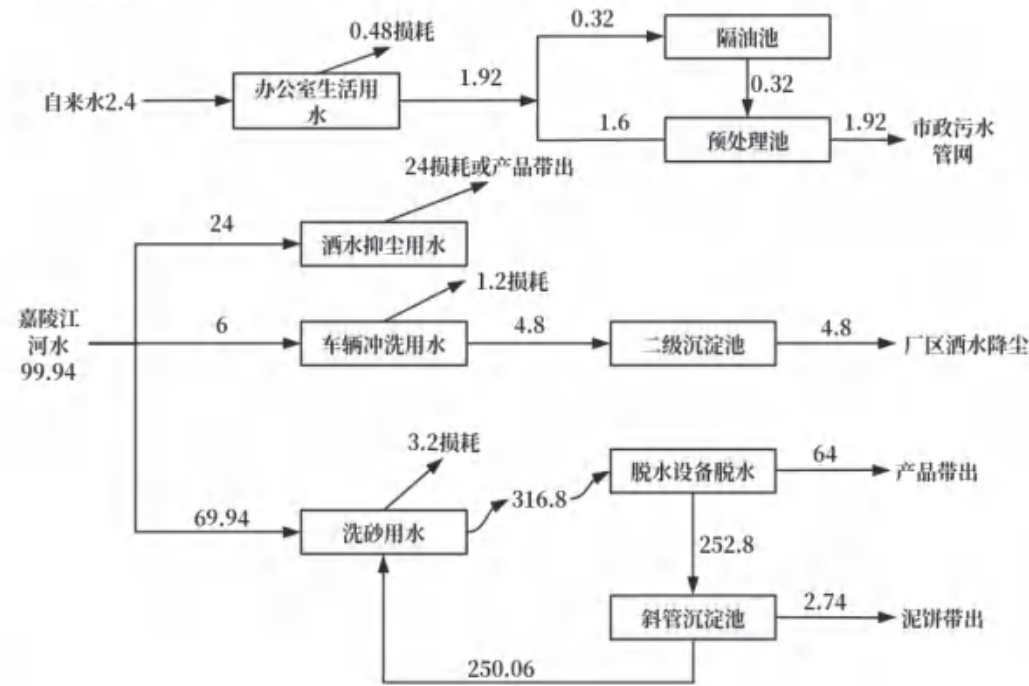 0.48损耗
0.32
隔油池
自来水2.4
办公室生活用
水
1.92
0.32
1.6
预处理池
1.92
市政污水
管网
24损耗或产品带出
24
洒水抑尘用水
1.2损耗
嘉陵江
河水
99.94
6
车辆冲洗用水
4.8
二级沉淀池
4.8
厂区洒水降尘
3.2损耗
脱水设备脱水
64
产品带出
316.8
69.94
洗砂用水
252.8
斜管沉淀池
2.74
泥饼带出
250.06